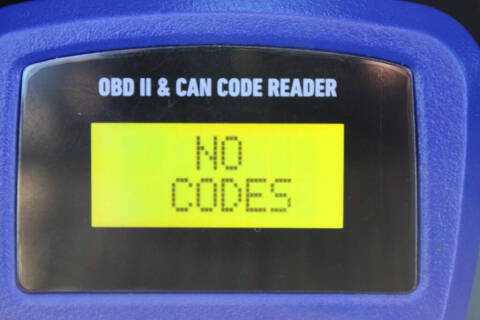 OBD II & CAN CODE READER
NO
CODES